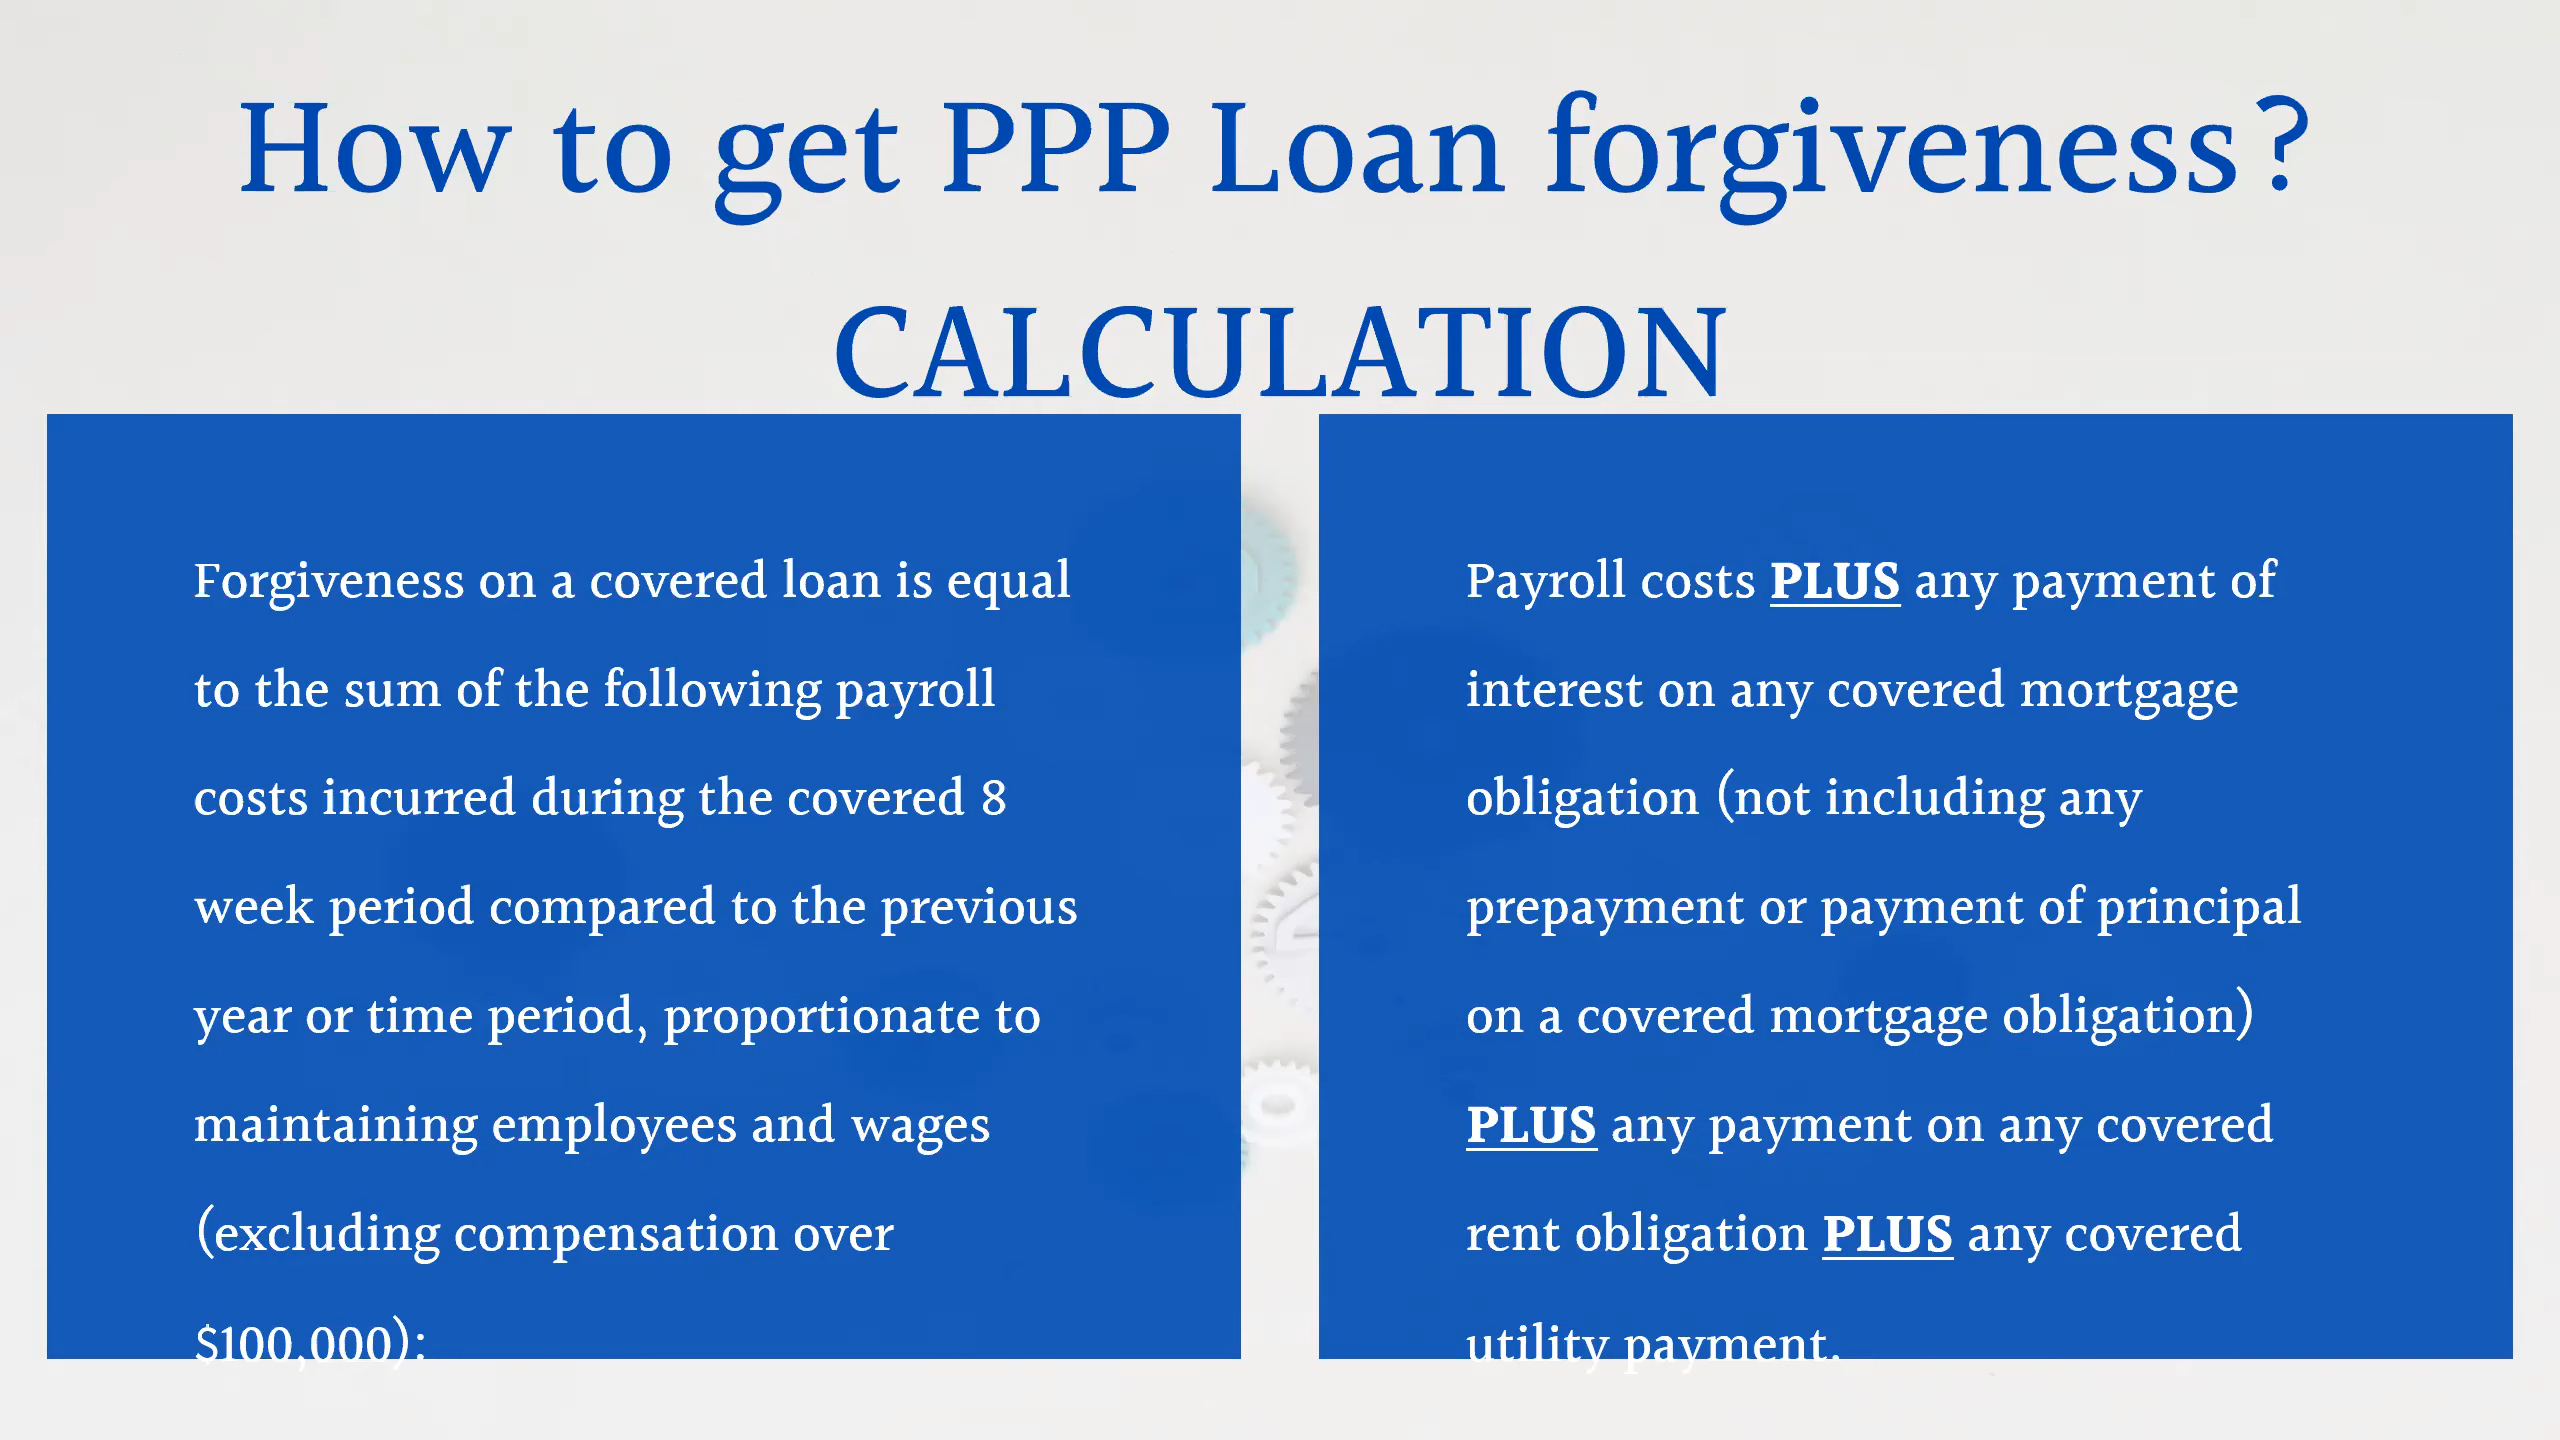 How to get PPP Loan forgiveness?
CALCULATION
Forgiveness on a covered loan is equal
to the sum of the following payroll
costs incurred during the covered 8
week period compared to the previous
year or time period, proportionate to
maintaining employees and wages
(excluding compensation over
$100,000):
Payroll costs PLUS any payment of
interest on any covered mortgage
obligation (not including any
prepayment or payment of principal
on a covered mortgage obligation)
PLUS any payment on any covered
rent obligation PLUS any covered
utility payment.